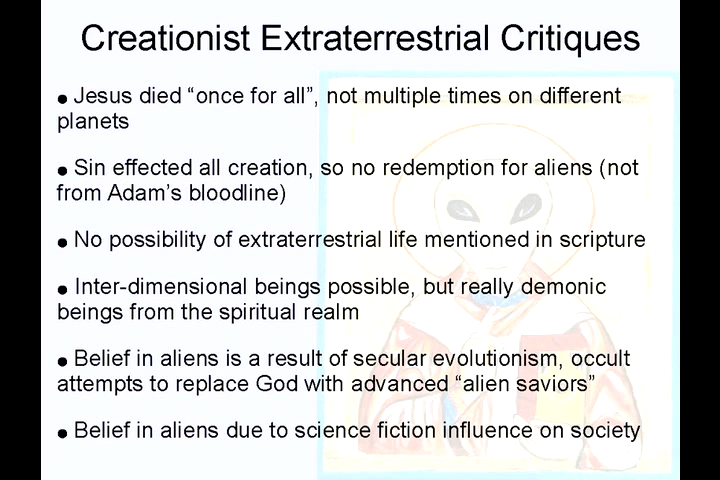 Creationist Extraterrestrial Critiques
● Jesus died “once for all”, not multiple times on different
planets
● Sin effected all creation, so no redemption for aliens (not
from Adam’s bloodline)
● No possibility of extraterrestrial life mentioned in scripture
● Inter-dimensional beings possible, but really demonic
beings from the spiritual realm
● Belief in aliens is a result of secular evolutionism, occult
attempts to replace God with advanced “alien saviors”
● Belief in aliens due to science fiction influence on society